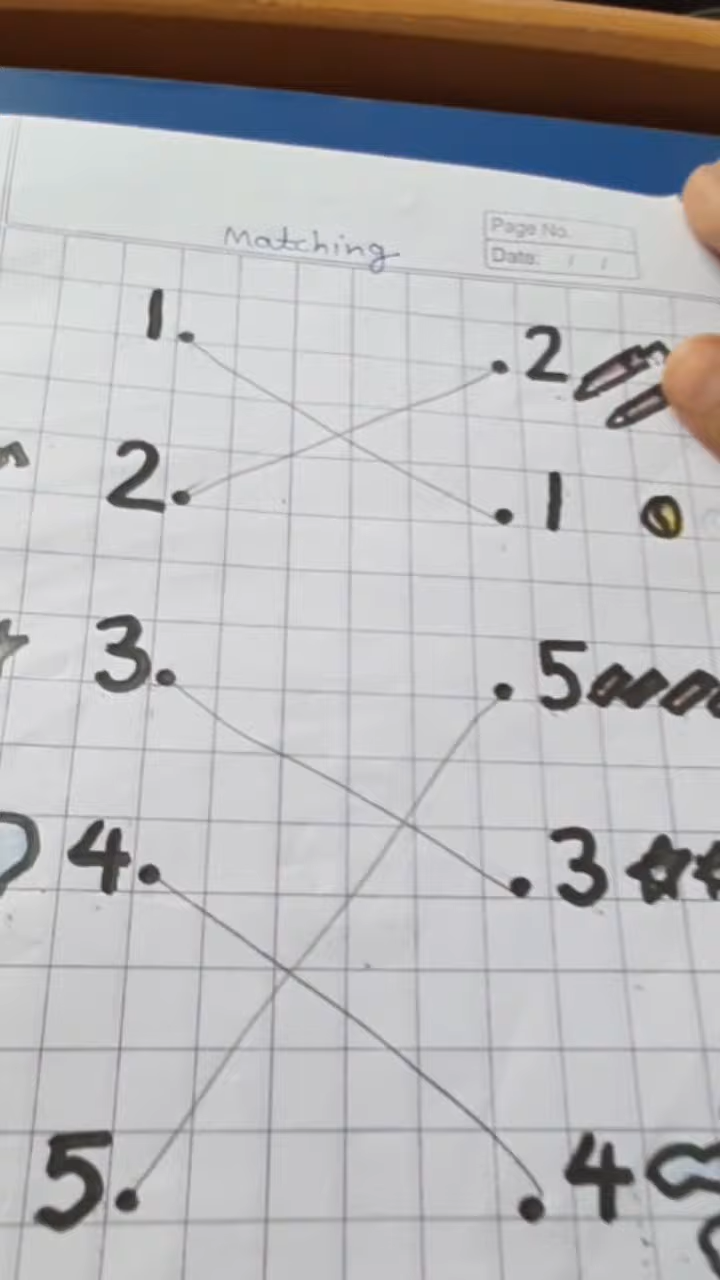 Matching
Page No.
Date: / /
1. . 2
2. . 1
3. . 5
4. . 3
5. . 4